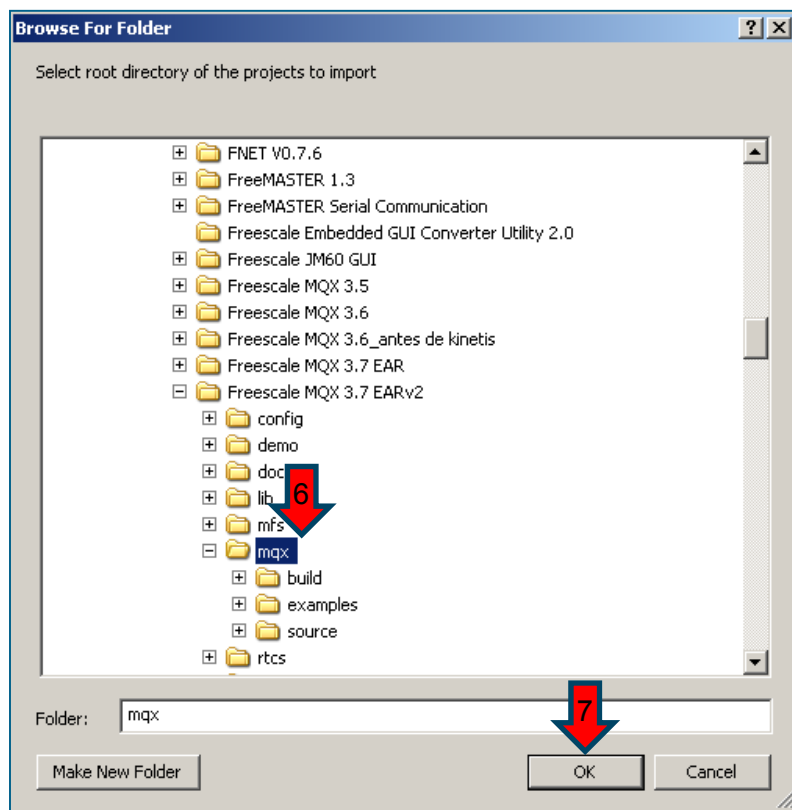 Browse For Folder
Select root directory of the projects to import
FNET V0.7.6
FreeMASTER 1.3
FreeMASTER Serial Communication
Freescale Embedded GUI Converter Utility 2.0
Freescale JM60 GUI
Freescale MQX 3.5
Freescale MQX 3.6
Freescale MQX 3.6_antes de kinetis
Freescale MQX 3.7 EAR
Freescale MQX 3.7 EARv2
config
demo
doc
lib
6
mfs
mqx
build
examples
source
rtcs
Folder: mqx
7
Make New Folder OK Cancel